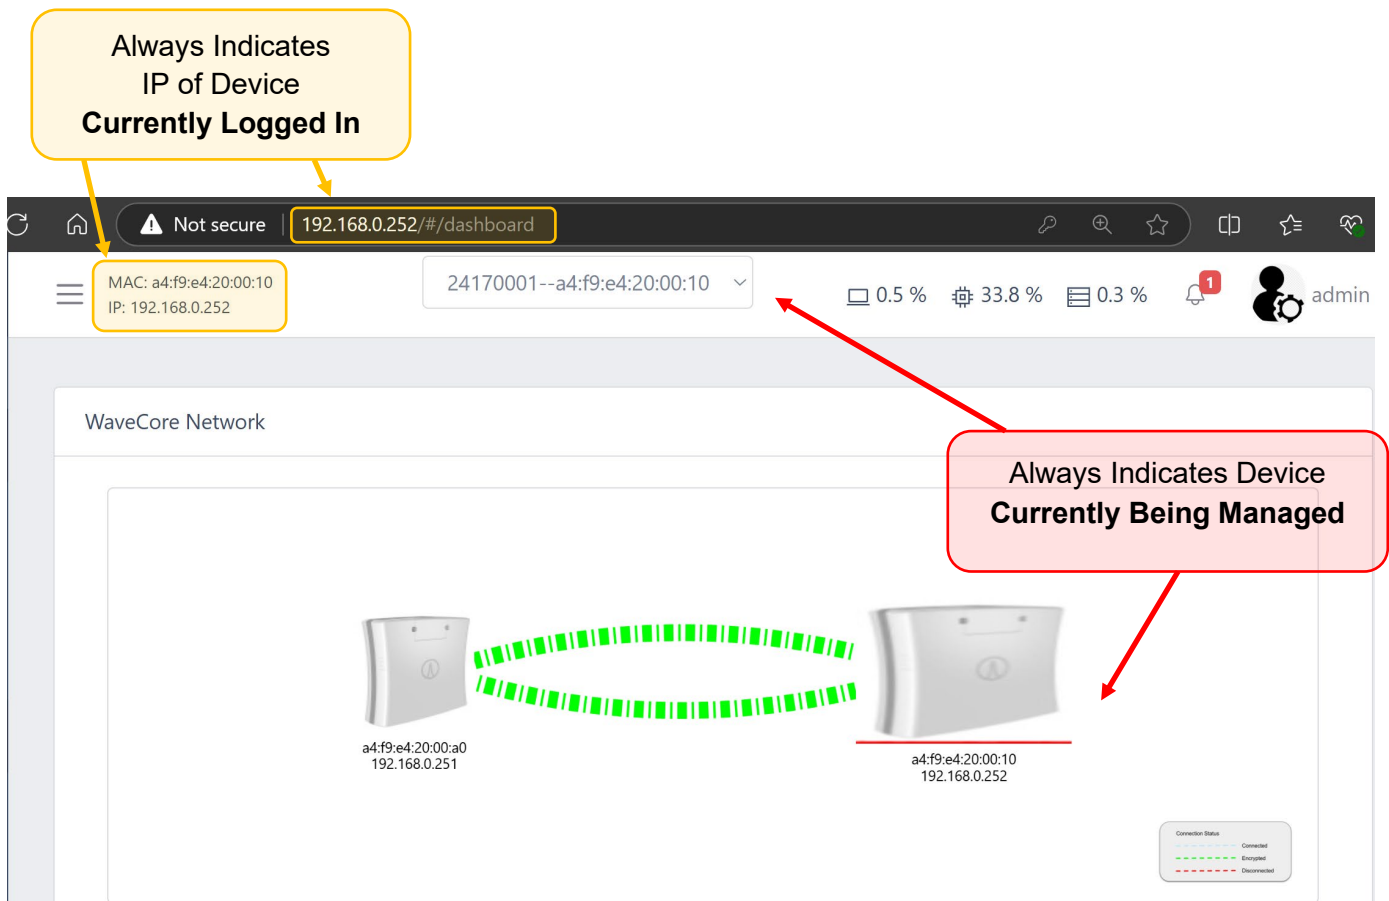 Always Indicates
IP of Device
Currently Logged In
Not secure
192.168.0.252/#/dashboard
MAC: a4:f9:e4:20:00:10
IP: 192.168.0.252
24170001--a4:f9:e4:20:00:10
0.5 %
33.8 %
0.3 %
1
admin
WaveCore Network
Always Indicates Device
Currently Being Managed
a4:f9:e4:20:00:a0
192.168.0.251
a4:f9:e4:20:00:10
192.168.0.252
Connection Status
Connected
Encrypted
Disconnected